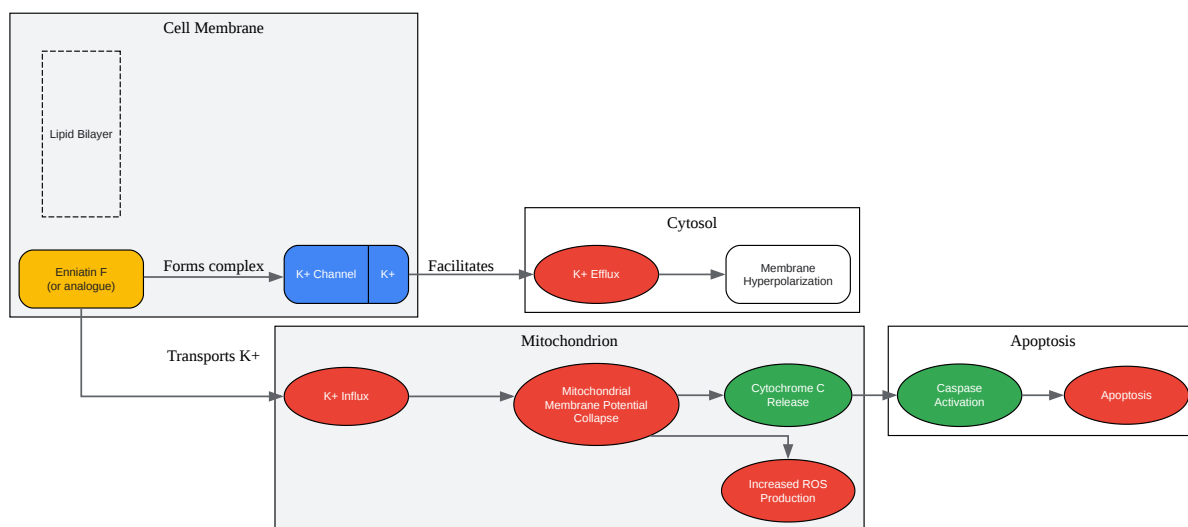 Cell Membrane
Lipid Bilayer
Enniatin F
(or analogue)
Forms complex
K+ Channel
K+
Facilitates
Cytosol
K+ Efflux
Membrane
Hyperpolarization
Transports K+
Mitochondrion
K+ Influx
Mitochondrial
Membrane Potential
Collapse
Cytochrome C
Release
Increased ROS
Production
Apoptosis
Caspase
Activation
Apoptosis